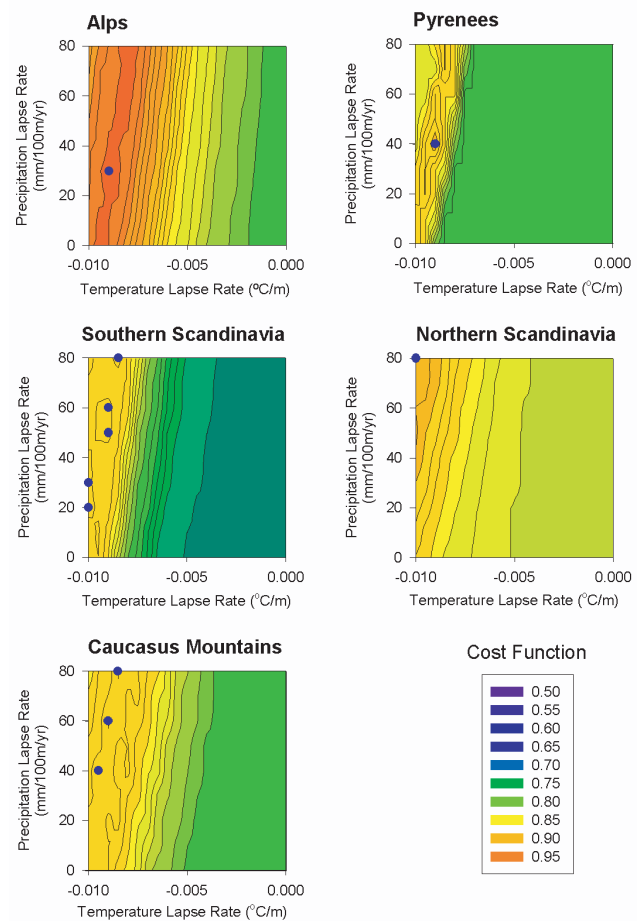 Alps
Pyrenees
80
60
40
20
0
Precipitation Lapse Rate
(mm/100m/yr)
-0.010
-0.005
0.000
Temperature Lapse Rate (ºC/m)
80
60
40
20
0
Precipitation Lapse Rate
(mm/100m/yr)
-0.010
-0.005
0.000
Temperature Lapse Rate (°C/m)
Southern Scandinavia
Northern Scandinavia
80
60
40
20
0
Precipitation Lapse Rate
(mm/100m/yr)
-0.010
-0.005
0.000
Temperature Lapse Rate (°C/m)
80
60
40
20
0
Precipitation Lapse Rate
(mm/100m/yr)
-0.010
-0.005
0.000
Temperature Lapse Rate (°C/m)
Caucasus Mountains
80
60
40
20
0
Precipitation Lapse Rate
(mm/100m/yr)
-0.010
-0.005
0.000
Temperature Lapse Rate (°C/m)
Cost Function
0.50
0.55
0.60
0.65
0.70
0.75
0.80
0.85
0.90
0.95